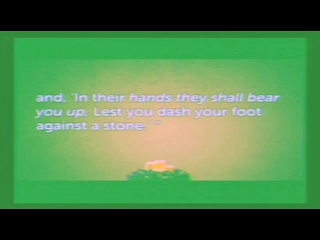 and, 'In their hands they shall bear
you up, Lest you dash your foot
against a stone.'"